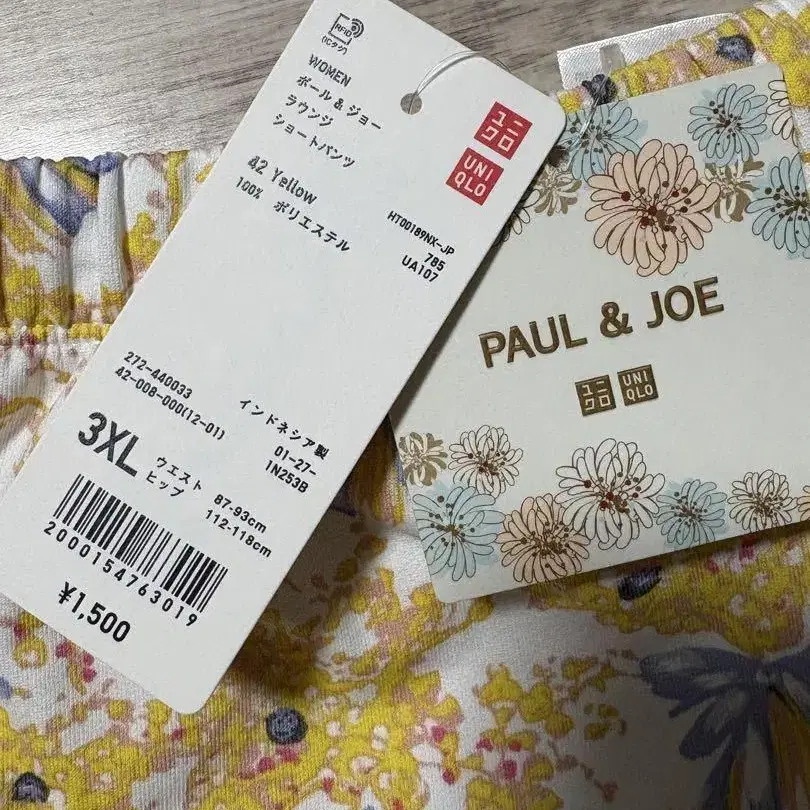 RFID
(ICタグ)
WOMEN
ポール & ジョー
ラウンジ
ショートパンツ
42 Yellow
100% ポリエステル
ユニ
クロ
UNI
QLO
HT00189NX-JP
785
UA107
272-440033
42-008-000(12-01)
インドネシア製
01-27-
1N253B
3XL
ウエスト 87-93cm
ヒップ 112-118cm
2000154763019
¥1,500
PAUL & JOE
ユニ
クロ
UNI
QLO